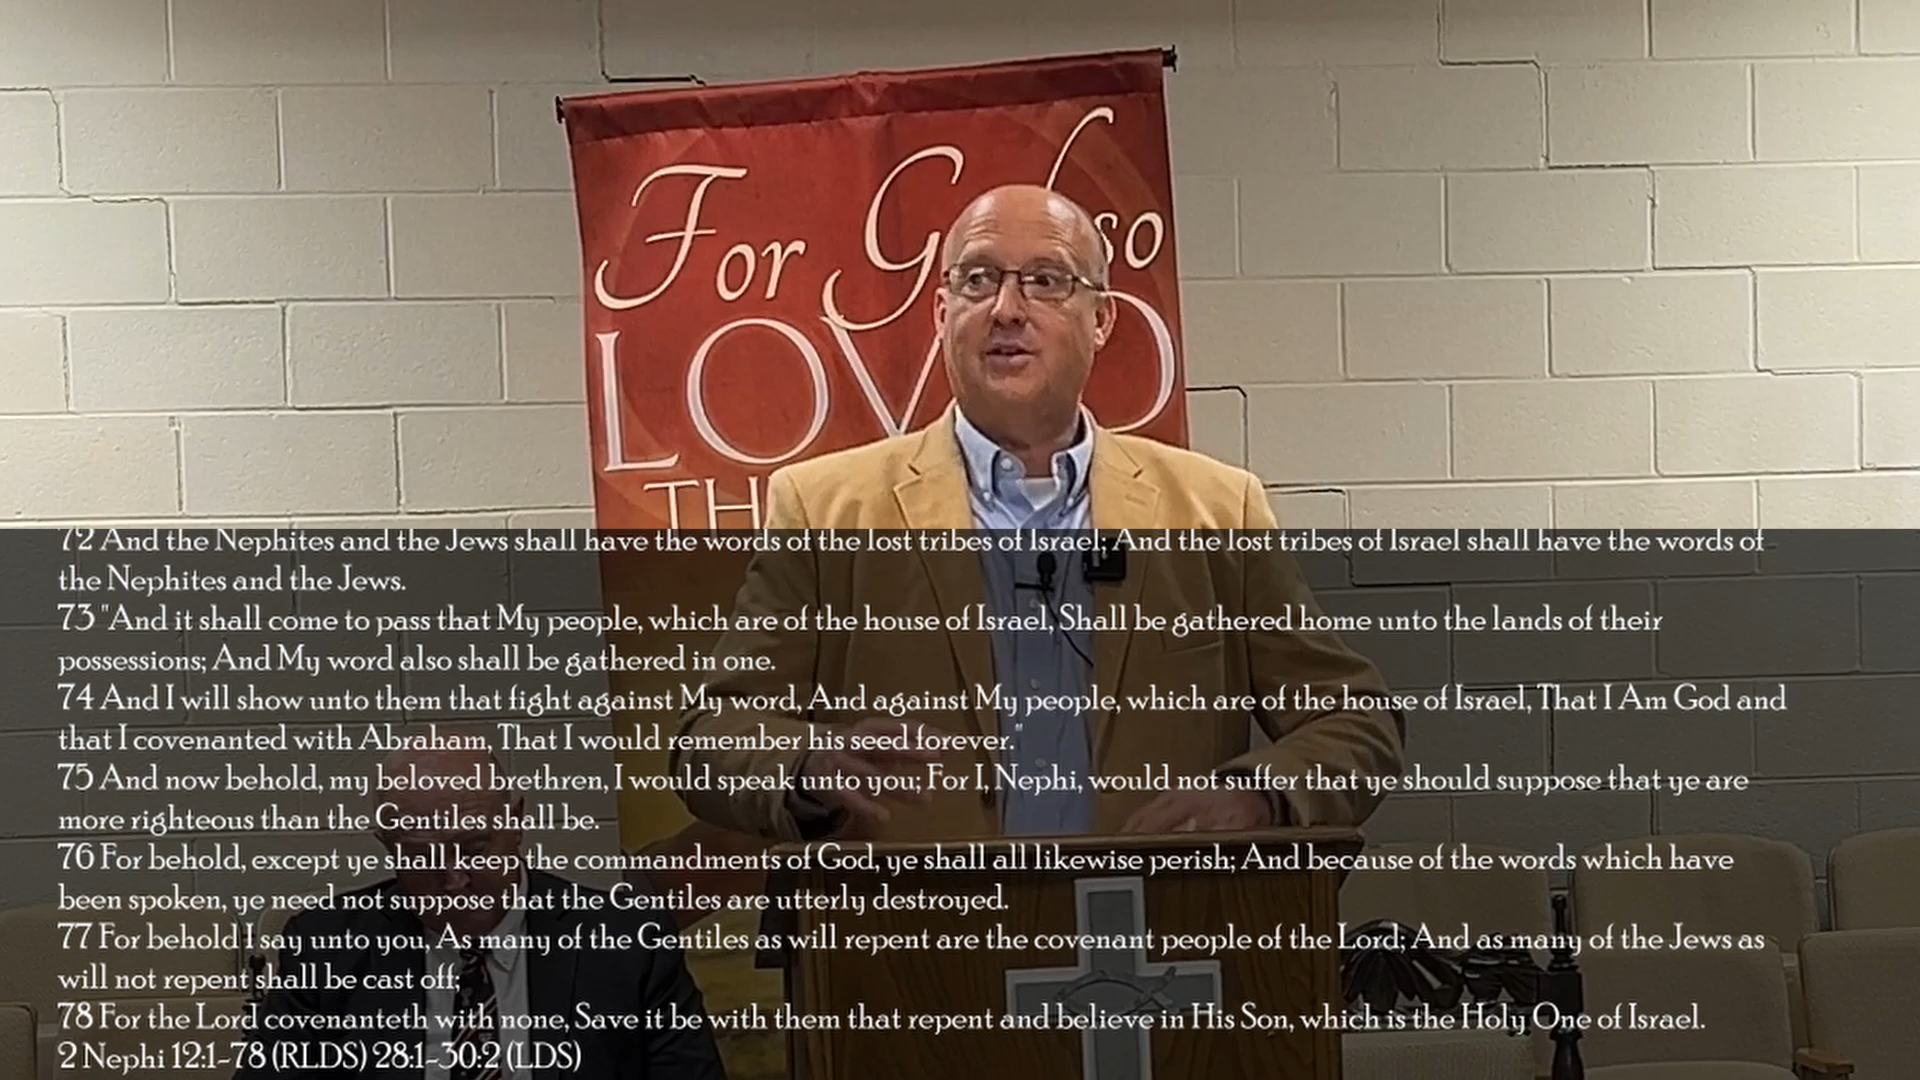 For God so
LOV D
TH
72 And the Nephites and the Jews shall have the words of the lost tribes of Israel; And the lost tribes of Israel shall have the words of
the Nephites and the Jews.
73 "And it shall come to pass that My people, which are of the house of Israel, Shall be gathered home unto the lands of their
possessions; And My word also shall be gathered in one.
74 And I will show unto them that fight against My word, And against My people, which are of the house of Israel, That I Am God and
that I covenanted with Abraham, That I would remember his seed forever."
75 And now behold, my beloved brethren, I would speak unto you; For I, Nephi, would not suffer that ye should suppose that ye are
more righteous than the Gentiles shall be.
76 For behold, except ye shall keep the commandments of God, ye shall all likewise perish; And because of the words which have
been spoken, ye need not suppose that the Gentiles are utterly destroyed.
77 For behold I say unto you, As many of the Gentiles as will repent are the covenant people of the Lord; And as many of the Jews as
will not repent shall be cast off;
78 For the Lord covenanteth with none, Save it be with them that repent and believe in His Son, which is the Holy One of Israel.
2 Nephi 12:1-78 (RLDS) 28:1-30:2 (LDS)